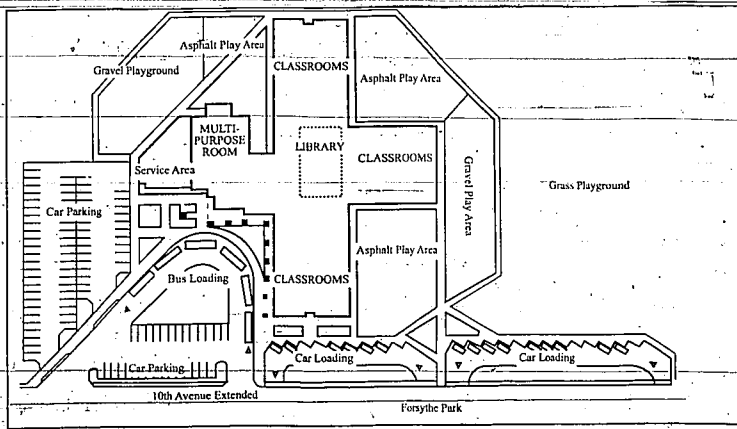 Asphalt Play Area
Gravel Playground
CLASSROOMS
Asphalt Play Area
MULTI-
PURPOSE
ROOM
LIBRARY
CLASSROOMS
Service Area
Gravel Play Area
Grass Playground
Car Parking
Asphalt Play Area
Bus Loading
CLASSROOMS
Car Parking
Car Loading
Car Loading
10th Avenue Extended
Forsythe Park